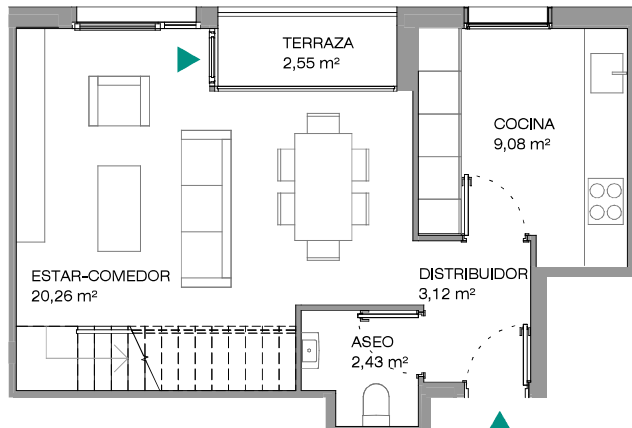 TERRAZA
2,55 m²
COCINA
9,08 m²
ESTAR-COMEDOR
20,26 m²
DISTRIBUIDOR
3,12 m²
ASEO
2,43 m²